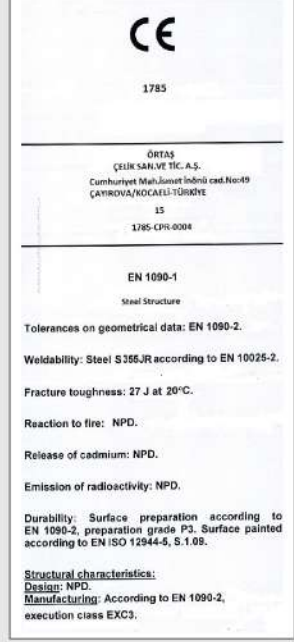 CE
1785
ÖRTAŞ
ÇELİK SAN.VE TİC. A.Ş.
Cumhuriyet Mah.İsmet İnönü cad.No:49
ÇAYIROVA/KOCAELİ-TÜRKİYE
15
1785-CPR-0004
EN 1090-1
Steel Structure
Tolerances on geometrical data: EN 1090-2.
Weldability: Steel S355JR according to EN 10025-2.
Fracture toughness: 27 J at 20°C.
Reaction to fire: NPD.
Release of cadmium: NPD.
Emission of radioactivity: NPD.
Durability: Surface preparation according to
EN 1090-2, preparation grade P3. Surface painted
according to EN ISO 12944-5, S.1.09.
Structural characteristics:
Design: NPD.
Manufacturing: According to EN 1090-2,
execution class EXC3.